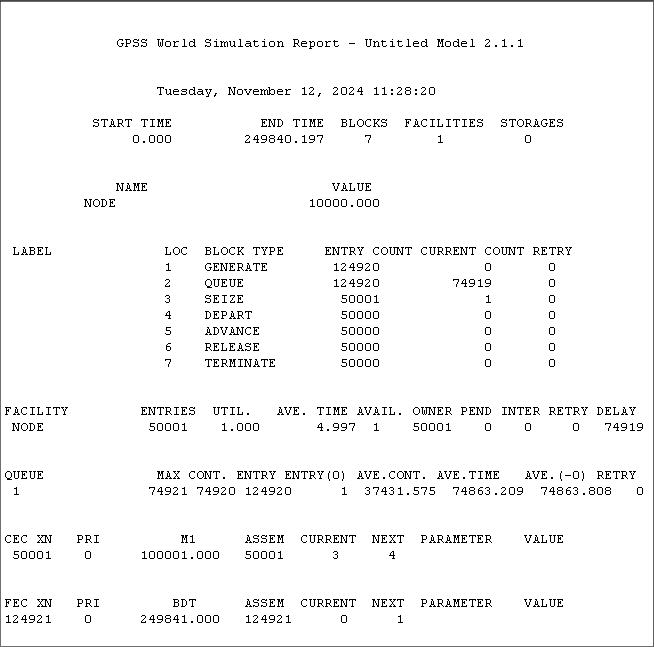 GPSS World Simulation Report - Untitled Model 2.1.1
Tuesday, November 12, 2024 11:28:20
START TIME END TIME BLOCKS FACILITIES STORAGES
0.000 249840.197 7 1 0
NAME VALUE
NODE 10000.000
LABEL LOC BLOCK TYPE ENTRY COUNT CURRENT COUNT RETRY
1 GENERATE 124920 0 0
2 QUEUE 124920 74919 0
3 SEIZE 50001 1 0
4 DEPART 50000 0 0
5 ADVANCE 50000 0 0
6 RELEASE 50000 0 0
7 TERMINATE 50000 0 0
FACILITY ENTRIES UTIL. AVE. TIME AVAIL. OWNER PEND INTER RETRY DELAY
NODE 50001 1.000 4.997 1 50001 0 0 0 74919
QUEUE MAX CONT. ENTRY ENTRY(0) AVE.CONT. AVE.TIME AVE.(-0) RETRY
1 74921 74920 124920 1 37431.575 74863.209 74863.808 0
CEC XN PRI M1 ASSEM CURRENT NEXT PARAMETER VALUE
50001 0 100001.000 50001 3 4
FEC XN PRI BDT ASSEM CURRENT NEXT PARAMETER VALUE
124921 0 249841.000 124921 0 1